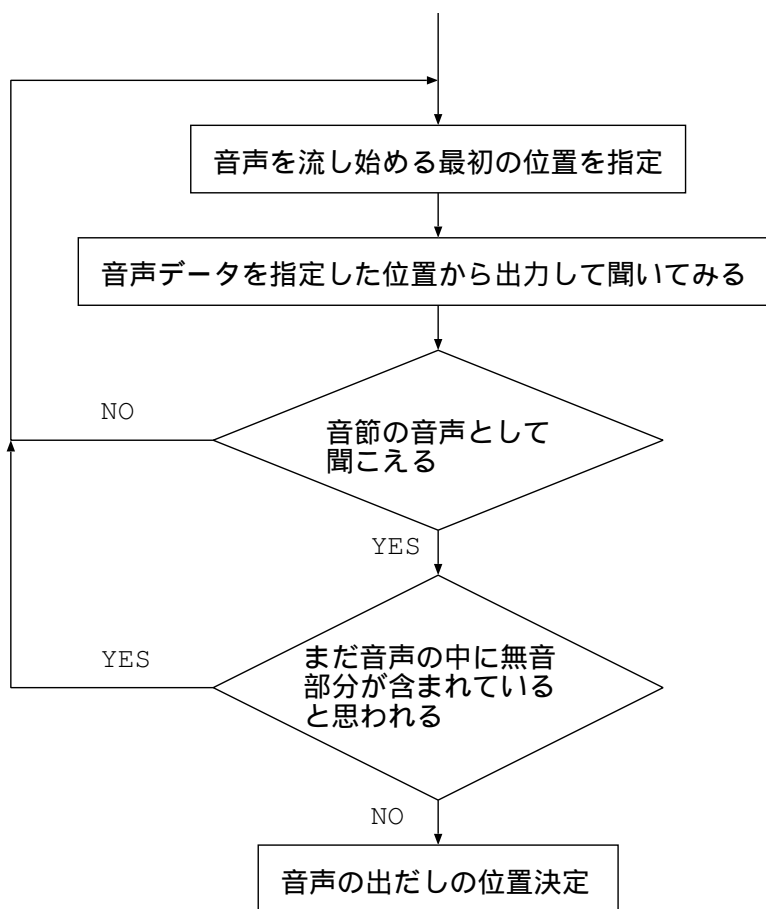 音声を流し始める最初の位置を指定
音声データを指定した位置から出力して聞いてみる
NO
音節の音声として
聞こえる
YES
YES
まだ音声の中に無音
部分が含まれている
と思われる
NO
音声の出だしの位置決定